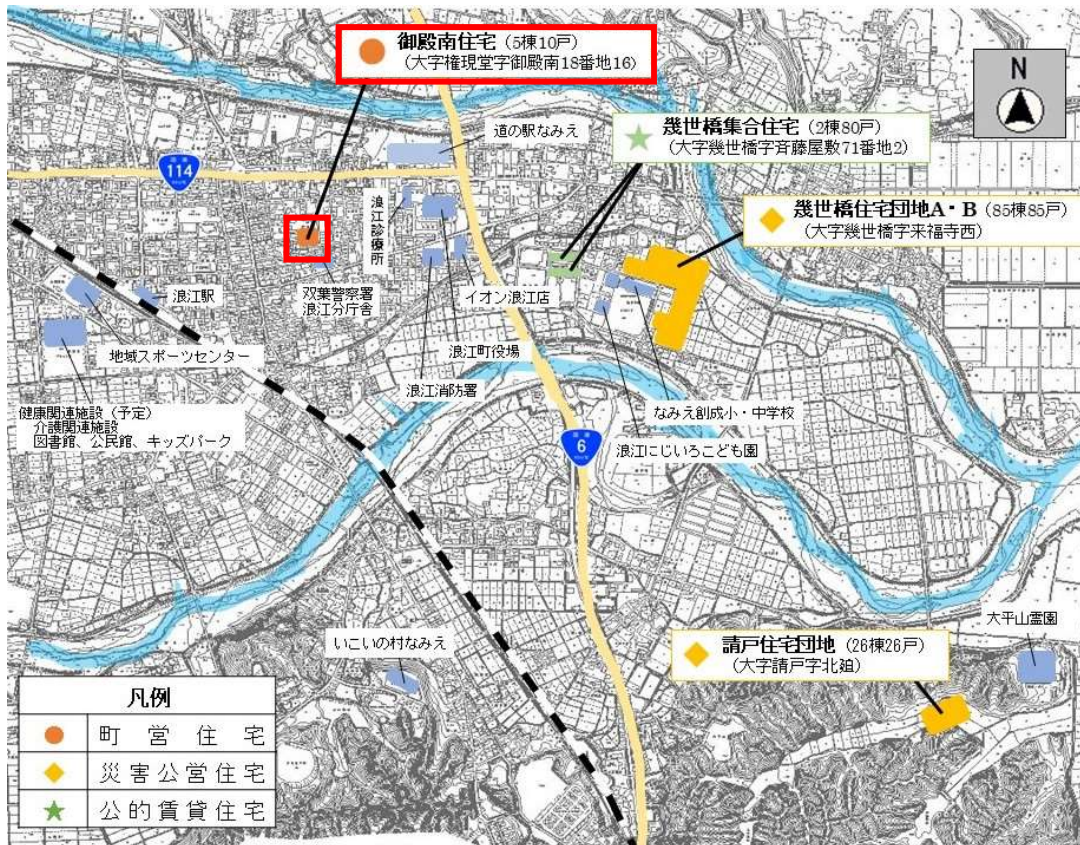 御殿南住宅 (5棟10戸)
(大字権現堂字御殿南18番地16)
N
道の駅なみえ
幾世橋集合住宅 (2棟80戸)
(大字幾世橋字斉藤屋敷71番地2)
国道
114
浪江診療所
幾世橋住宅団地A・B (85棟85戸)
(大字幾世橋字来福寺西)
浪江駅
双葉警察署
浪江分庁舎
イオン浪江店
地域スポーツセンター
浪江町役場
浪江消防署
健康関連施設(予定)
介護関連施設
図書館、公民館、キッズパーク
なみえ創成小・中学校
国道
6
浪江にじいろこども園
大平山霊園
いこいの村なみえ
請戸住宅団地 (26棟26戸)
(大字請戸字北迫)
凡例
町営住宅
災害公営住宅
公的賃貸住宅